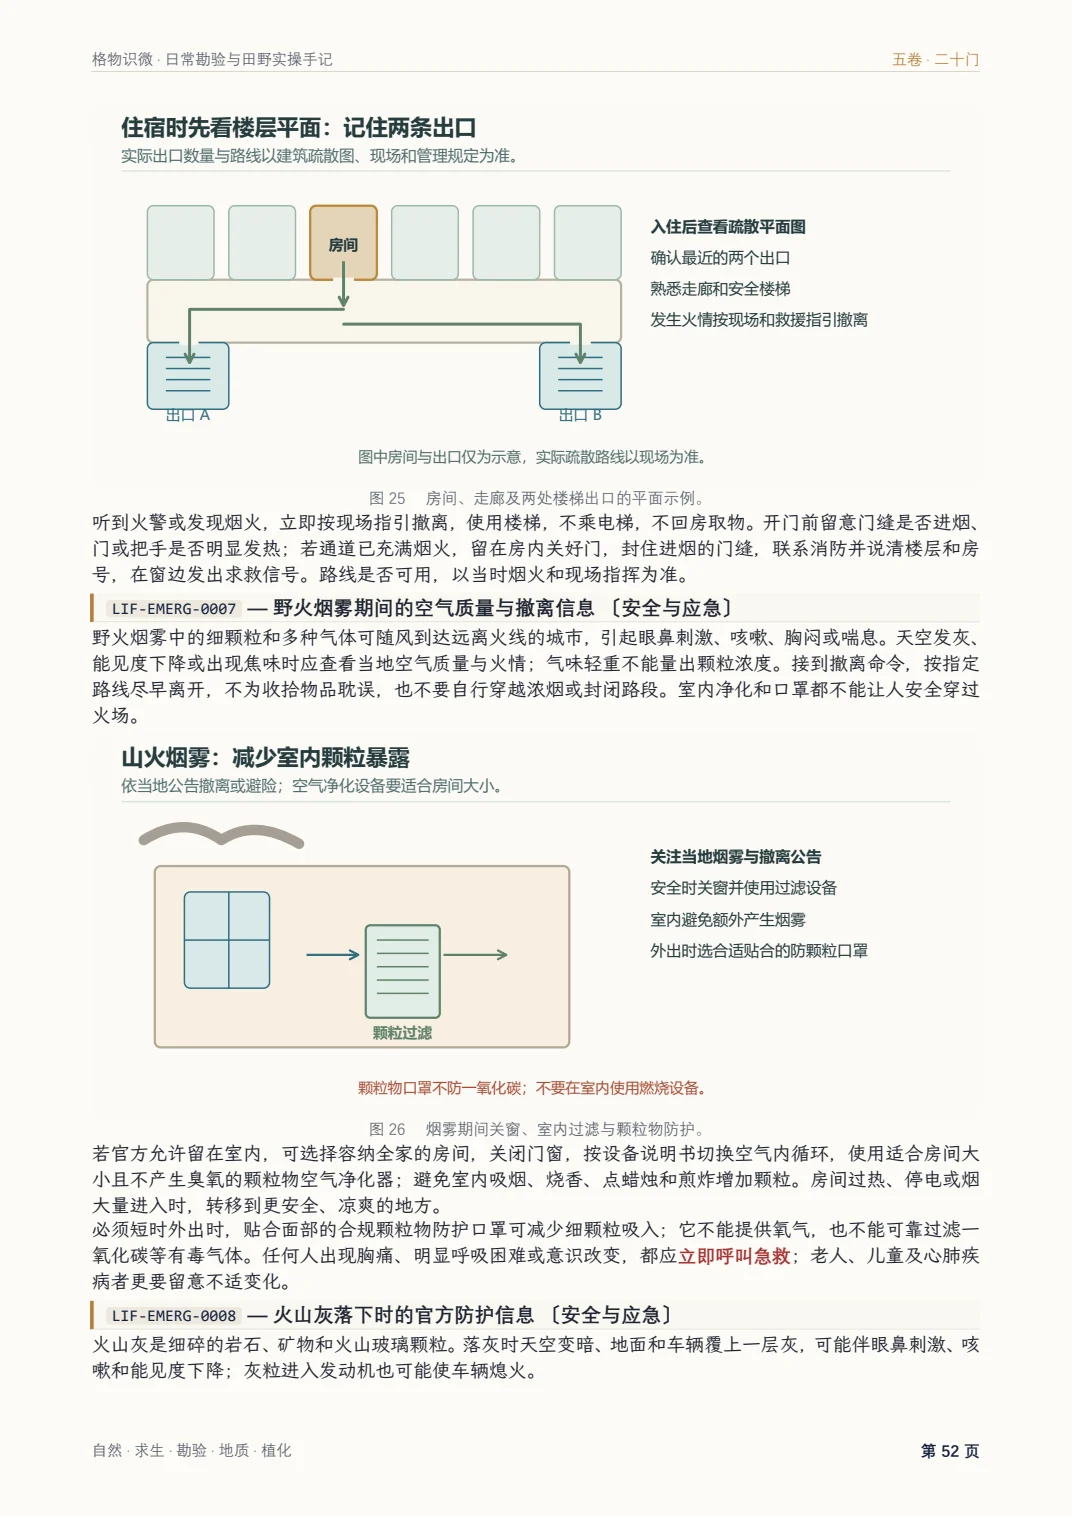 格物识微 · 日常勘验与田野实操手记
五卷 · 二十门
住宿时先看楼层平面：记住两条出口
实际出口数量与路线以建筑疏散图、现场和管理规定为准。
房间
出口 A
出口 B
入住后查看疏散平面图
确认最近的两个出口
熟悉走廊和安全楼梯
发生火情按现场和救援指引撤离
图中房间与出口仅为示意，实际疏散路线以现场为准。
图 25 房间、走廊及两处楼梯出口的平面示例。
听到火警或发现烟火，立即按现场指引撤离，使用楼梯，不乘电梯，不回房取物。开门前留意门缝是否进烟、
门或把手是否明显发热；若通道已充满烟火，留在房内关好门，封住进烟的门缝，联系消防并说清楼层和房
号，在窗边发出求救信号。路线是否可用，以当时烟火和现场指挥为准。
LIF-EMERG-0007 — 野火烟雾期间的空气质量与撤离信息 〔安全与应急〕
野火烟雾中的细颗粒和多种气体可随风到达远离火线的城市，引起眼鼻刺激、咳嗽、胸闷或喘息。天空发灰、
能见度下降或出现焦味时应查看当地空气质量与火情；气味轻重不能量出颗粒浓度。接到撤离命令，按指定
路线尽早离开，不为收拾物品耽误，也不要自行穿越浓烟或封闭路段。室内净化和口罩都不能让人安全穿过
火场。
山火烟雾：减少室内颗粒暴露
依当地公告撤离或避险；空气净化设备要适合房间大小。
颗粒过滤
关注当地烟雾与撤离公告
安全时关窗并使用过滤设备
室内避免额外产生烟雾
外出时选合适贴合的防颗粒口罩
颗粒物口罩不防一氧化碳；不要在室内使用燃烧设备。
图 26 烟雾期间关窗、室内过滤与颗粒物防护。
若官方允许留在室内，可选择容纳全家的房间，关闭门窗，按设备说明书切换空气内循环，使用适合房间大
小且不产生臭氧的颗粒物空气净化器；避免室内吸烟、烧香、点蜡烛和煎炸增加颗粒。房间过热、停电或烟
大量进入时，转移到更安全、凉爽的地方。
必须短时外出时，贴合面部的合规颗粒物防护口罩可减少细颗粒吸入；它不能提供氧气，也不能可靠过滤一
氧化碳等有毒气体。任何人出现胸痛、明显呼吸困难或意识改变，都应立即呼叫急救；老人、儿童及心肺疾
病者更要留意不适变化。
LIF-EMERG-0008 — 火山灰落下时的官方防护信息 〔安全与应急〕
火山灰是细碎的岩石、矿物和火山玻璃颗粒。落灰时天空变暗、地面和车辆覆上一层灰，可能伴眼鼻刺激、咳
嗽和能见度下降；灰粒进入发动机也可能使车辆熄火。
自然 · 求生 · 勘验 · 地质 · 植化
第 52 页